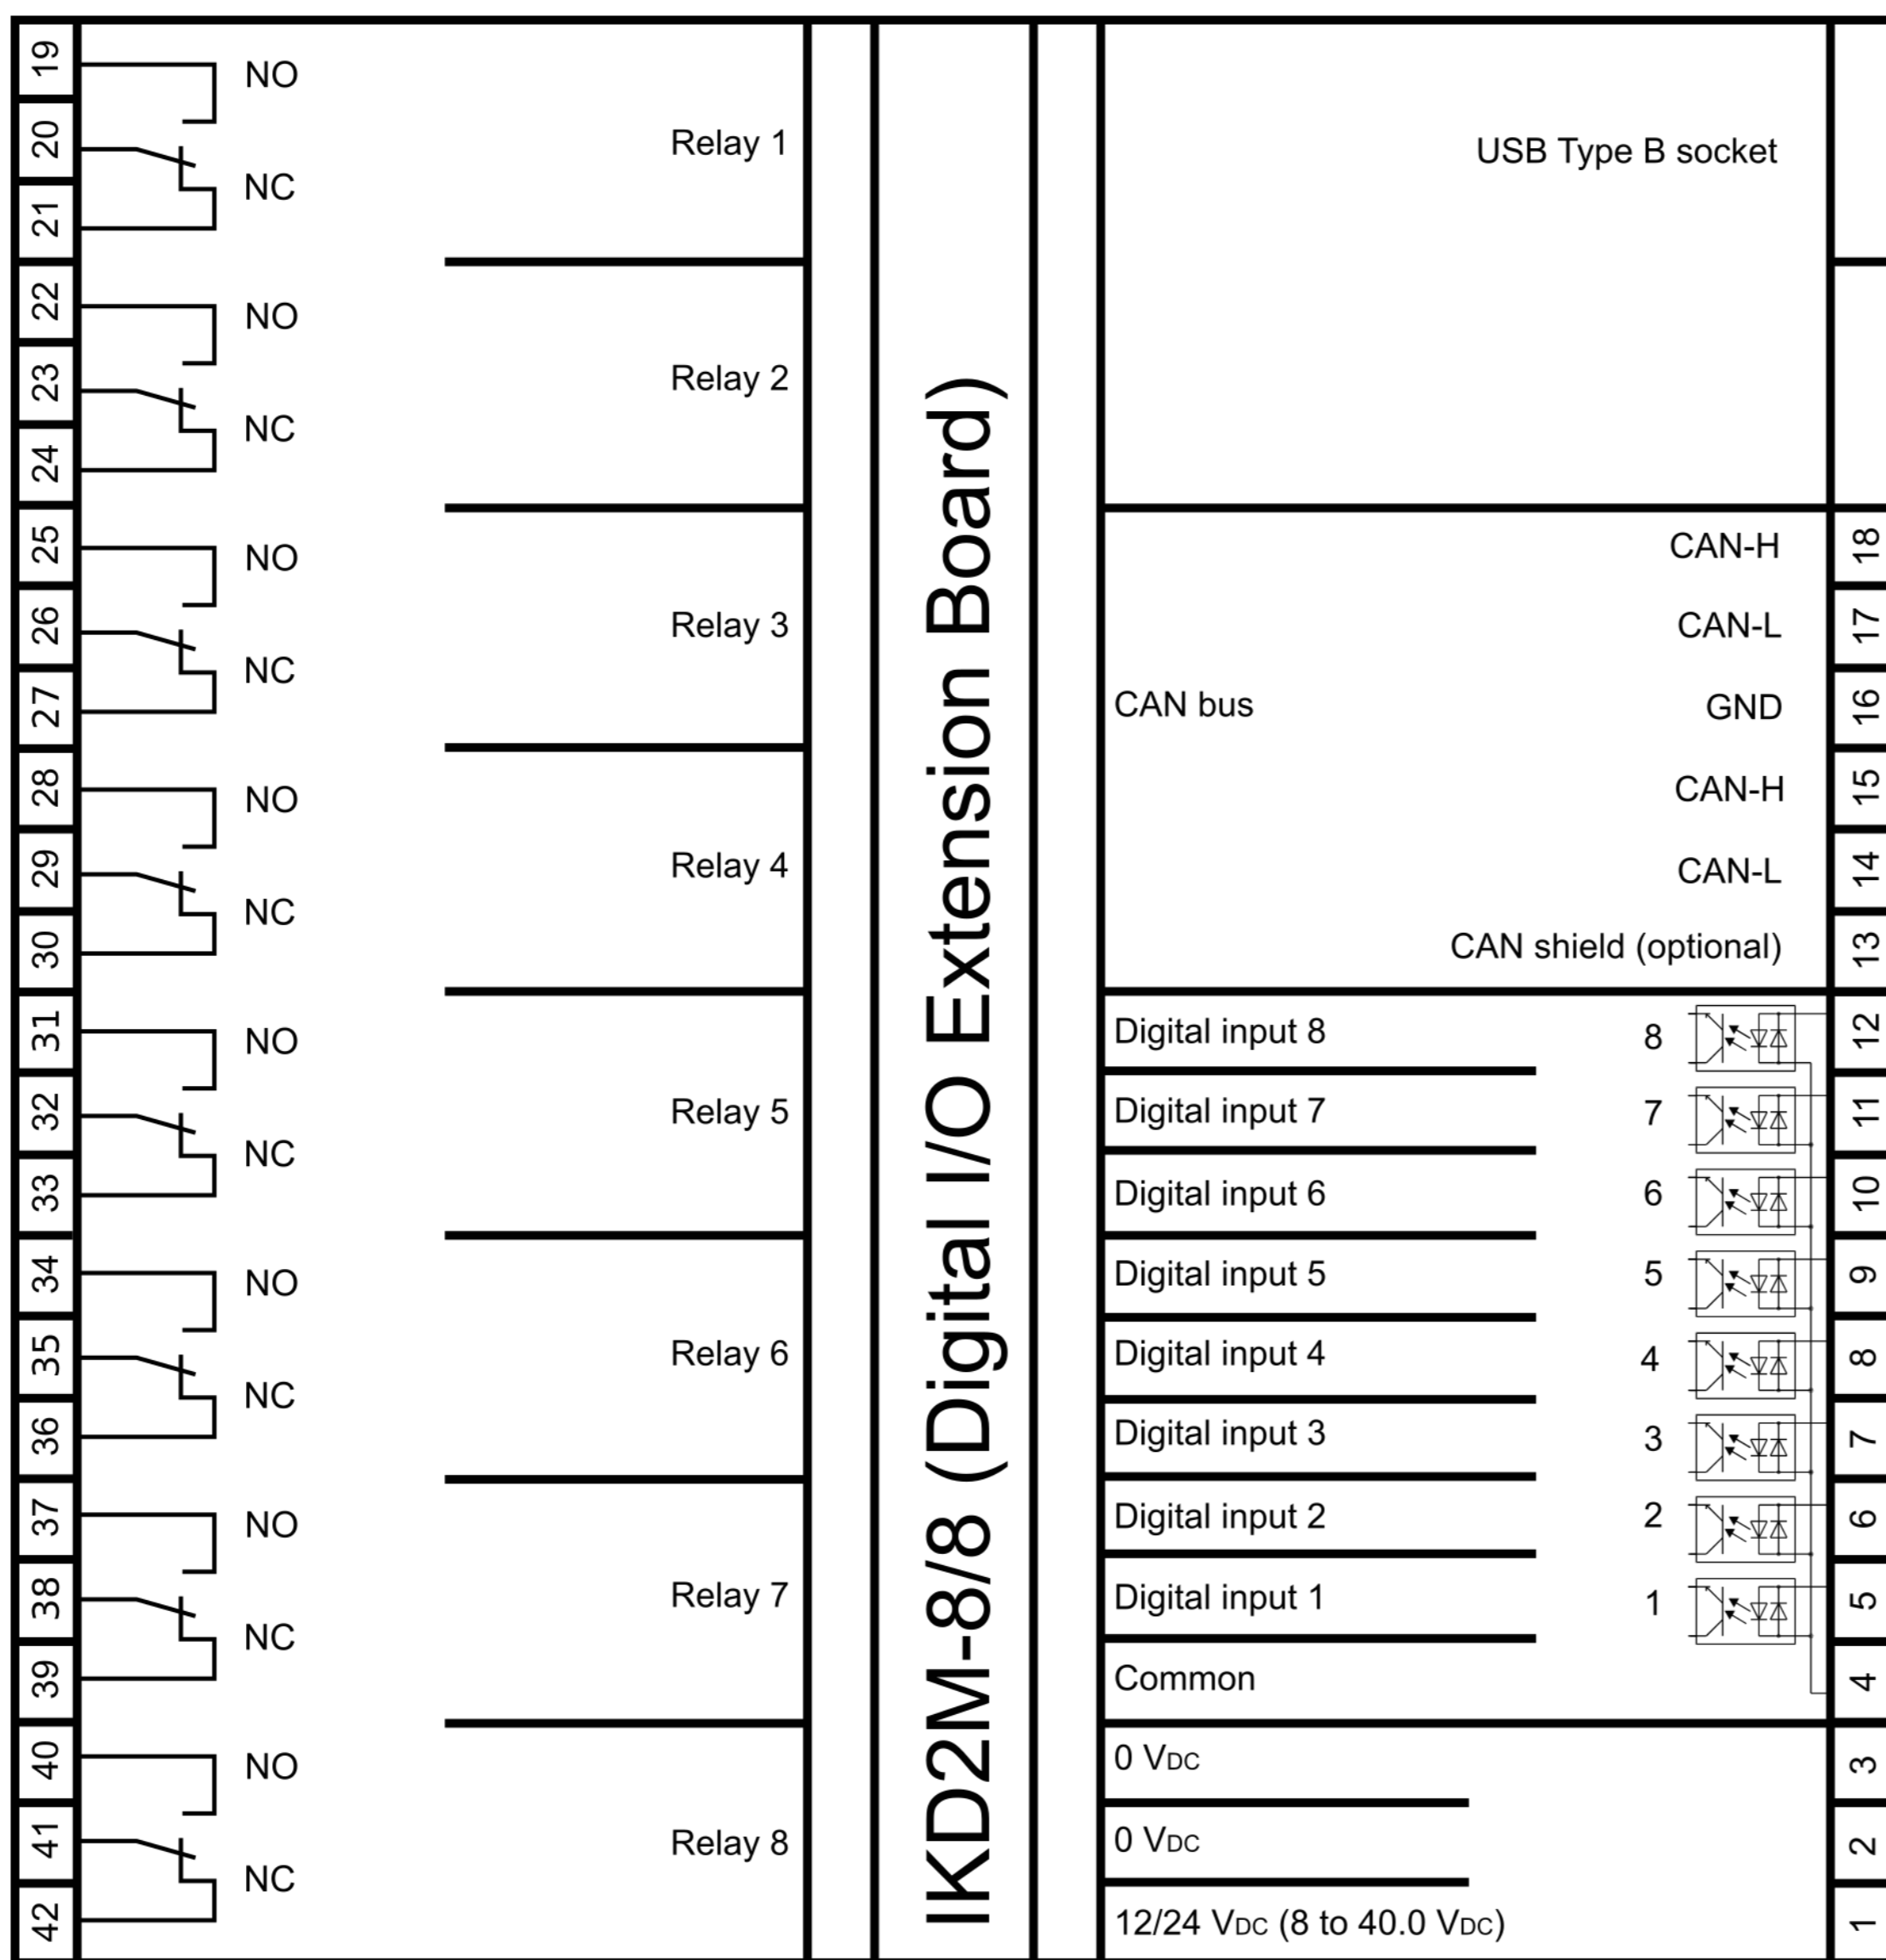 19
NO
20
Relay 1
NC
21
22
NO
23
Relay 2
NC
24
25
NO
26
Relay 3
NC
27
28
NO
29
Relay 4
NC
30
31
NO
32
Relay 5
NC
33
34
NO
35
Relay 6
NC
36
37
NO
38
Relay 7
NC
39
40
NO
41
Relay 8
NC
42
IKD2M-8/8 (Digital I/O Extension Board)
USB Type B socket
CAN bus
CAN-H 18
CAN-L 17
GND 16
CAN-H 15
CAN-L 14
CAN shield (optional) 13
Digital input 8 8 12
Digital input 7 7 11
Digital input 6 6 10
Digital input 5 5 9
Digital input 4 4 8
Digital input 3 3 7
Digital input 2 2 6
Digital input 1 1 5
Common 4
0 VDC 3
0 VDC 2
12/24 VDC (8 to 40.0 VDC) 1